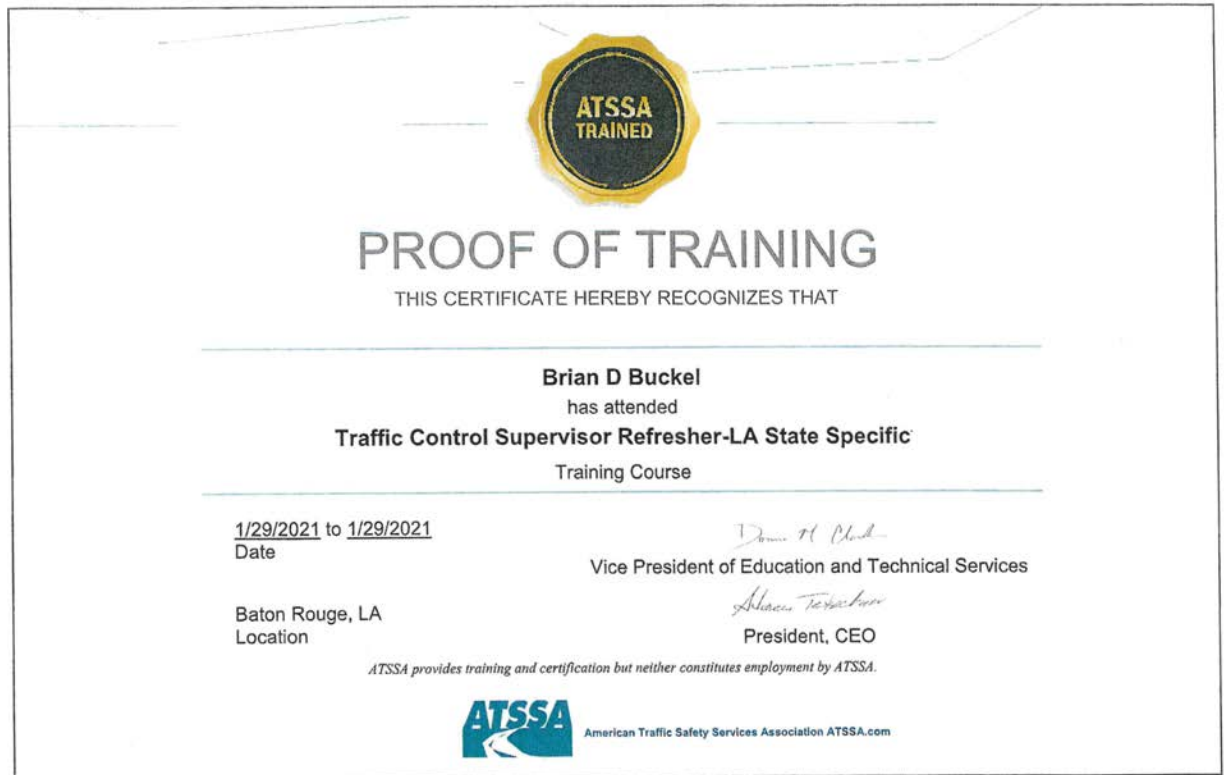 ATSSA
TRAINED
PROOF OF TRAINING
THIS CERTIFICATE HEREBY RECOGNIZES THAT
Brian D Buckel
has attended
Traffic Control Supervisor Refresher-LA State Specific
Training Course
1/29/2021 to 1/29/2021
Date
Donna M Clark
Vice President of Education and Technical Services
Baton Rouge, LA
Location
President, CEO
ATSSA provides training and certification but neither constitutes employment by ATSSA.
ATSSA
American Traffic Safety Services Association ATSSA.com